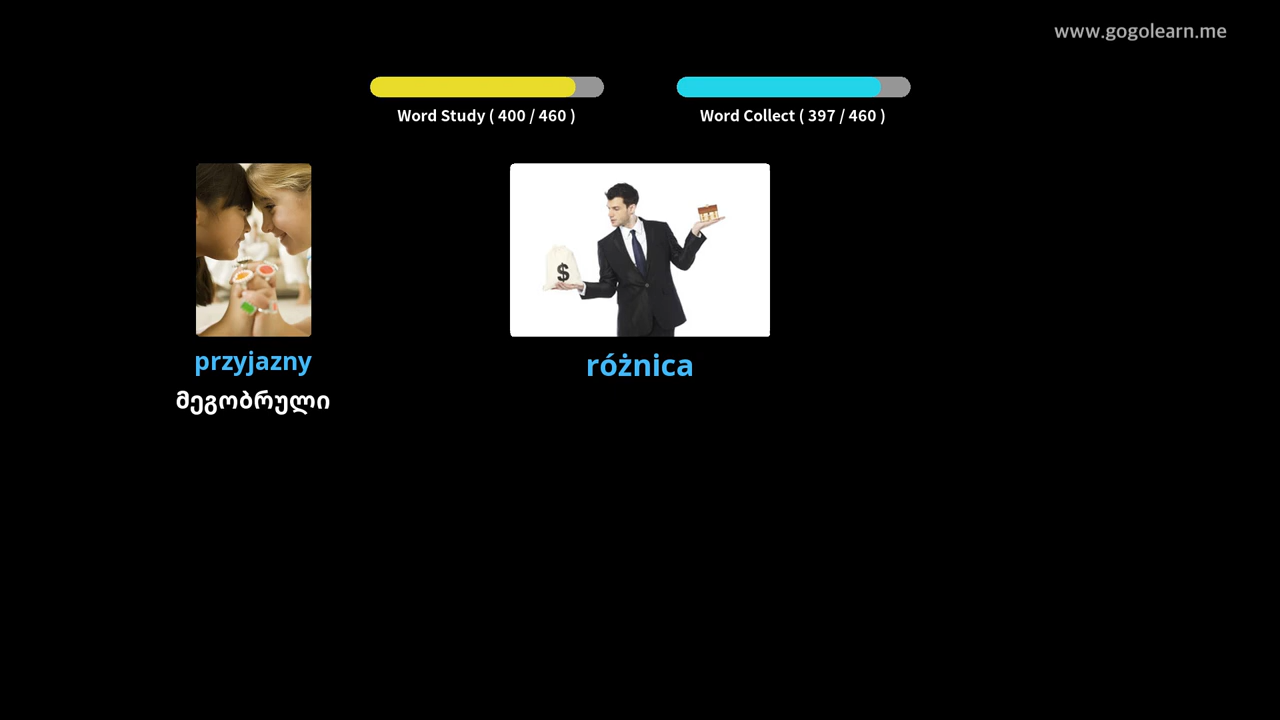 www.gogolearn.me
Word Study ( 400 / 460 )
Word Collect ( 397 / 460 )
$
przyjazny
różnica
მეგობრული